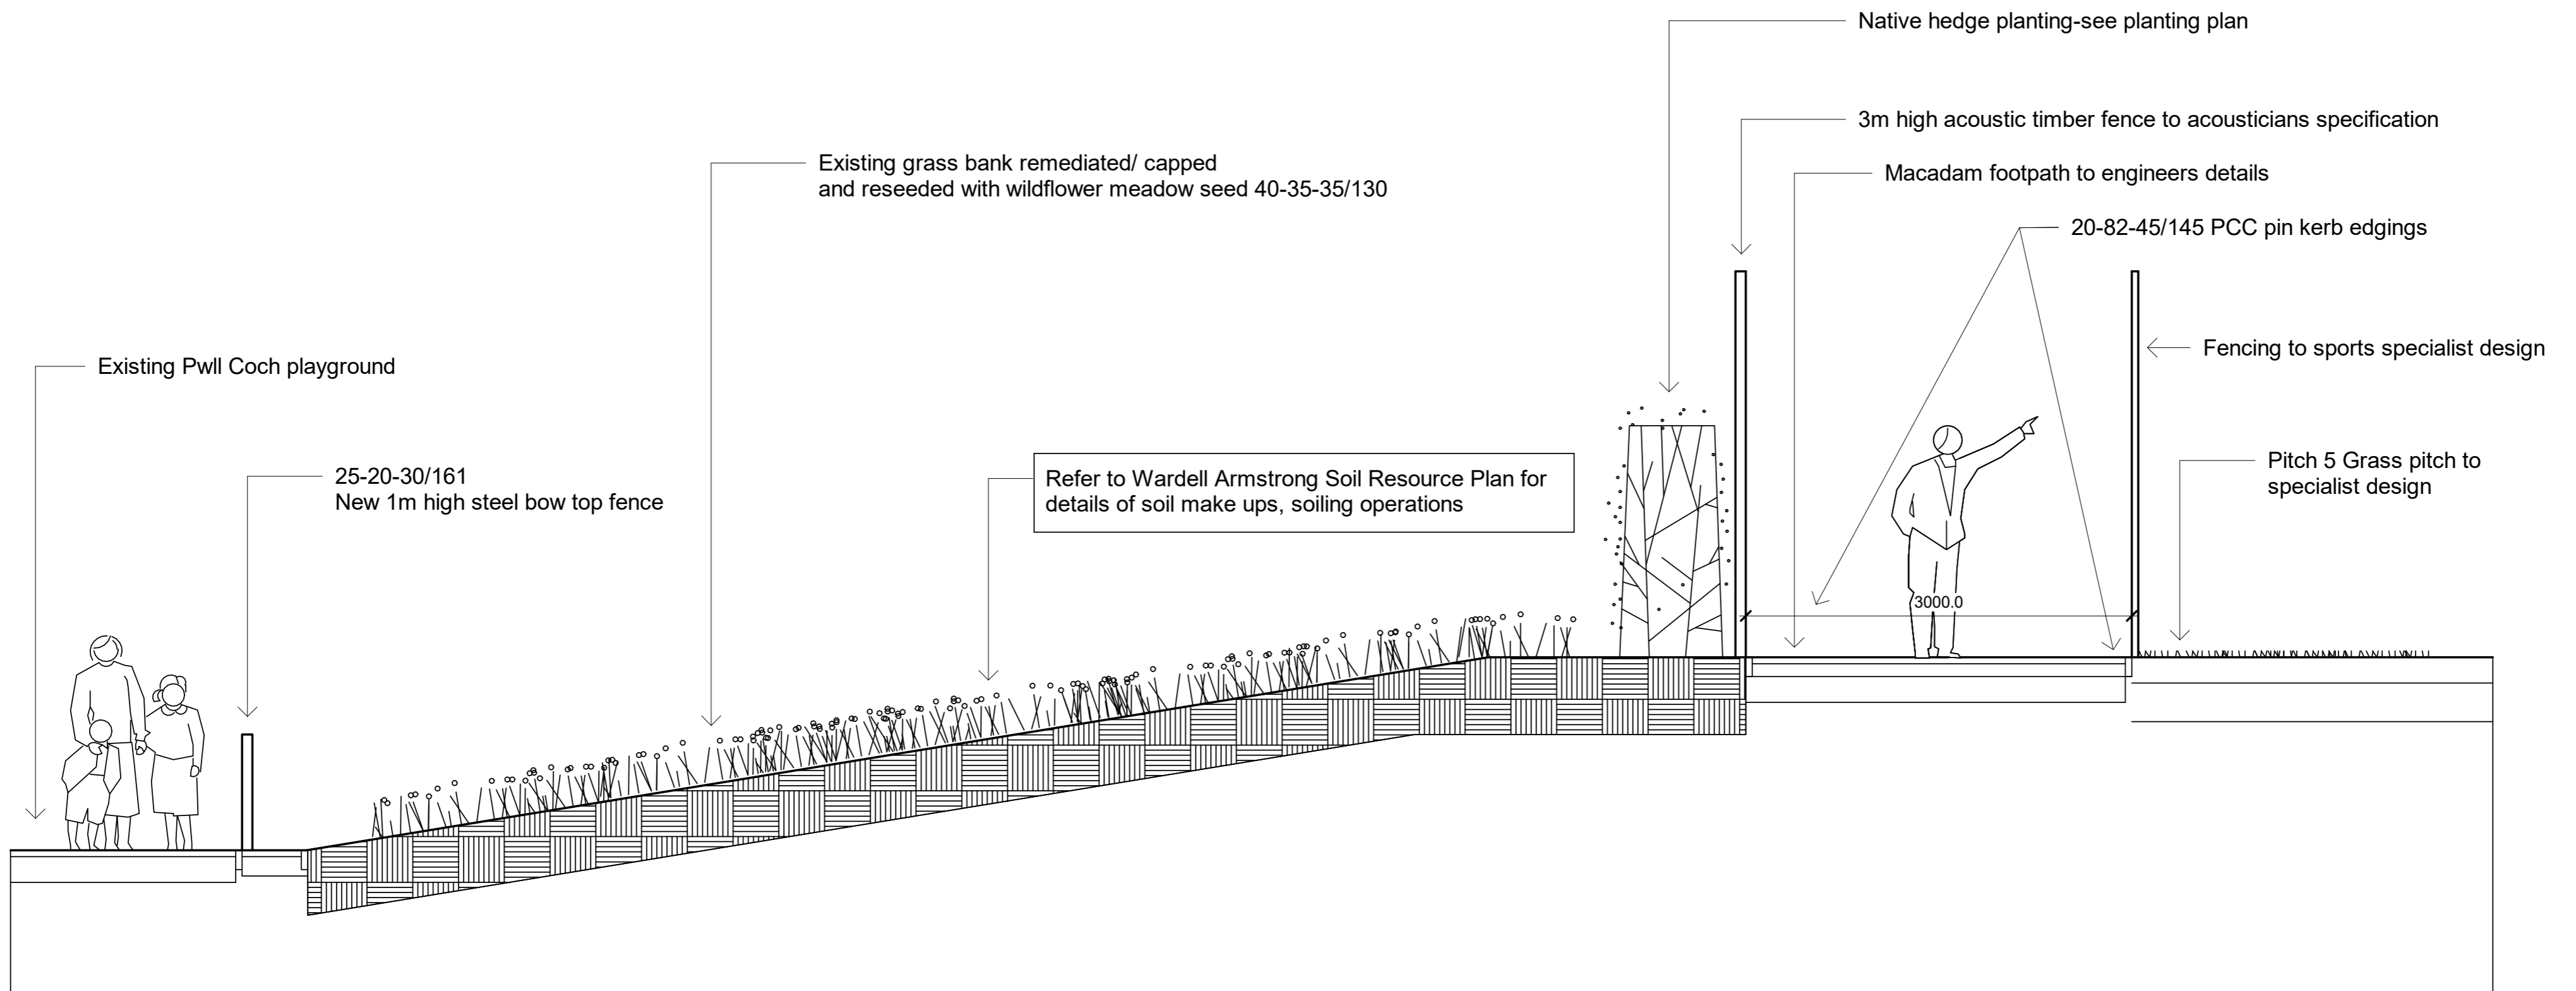 Native hedge planting-see planting plan
3m high acoustic timber fence to acousticians specification
Existing grass bank remediated/ capped
and reseeded with wildflower meadow seed 40-35-35/130
Macadam footpath to engineers details
20-82-45/145 PCC pin kerb edgings
Fencing to sports specialist design
Existing Pwll Coch playground
25-20-30/161
New 1m high steel bow top fence
Refer to Wardell Armstrong Soil Resource Plan for
details of soil make ups, soiling operations
Pitch 5 Grass pitch to
specialist design
3000.0